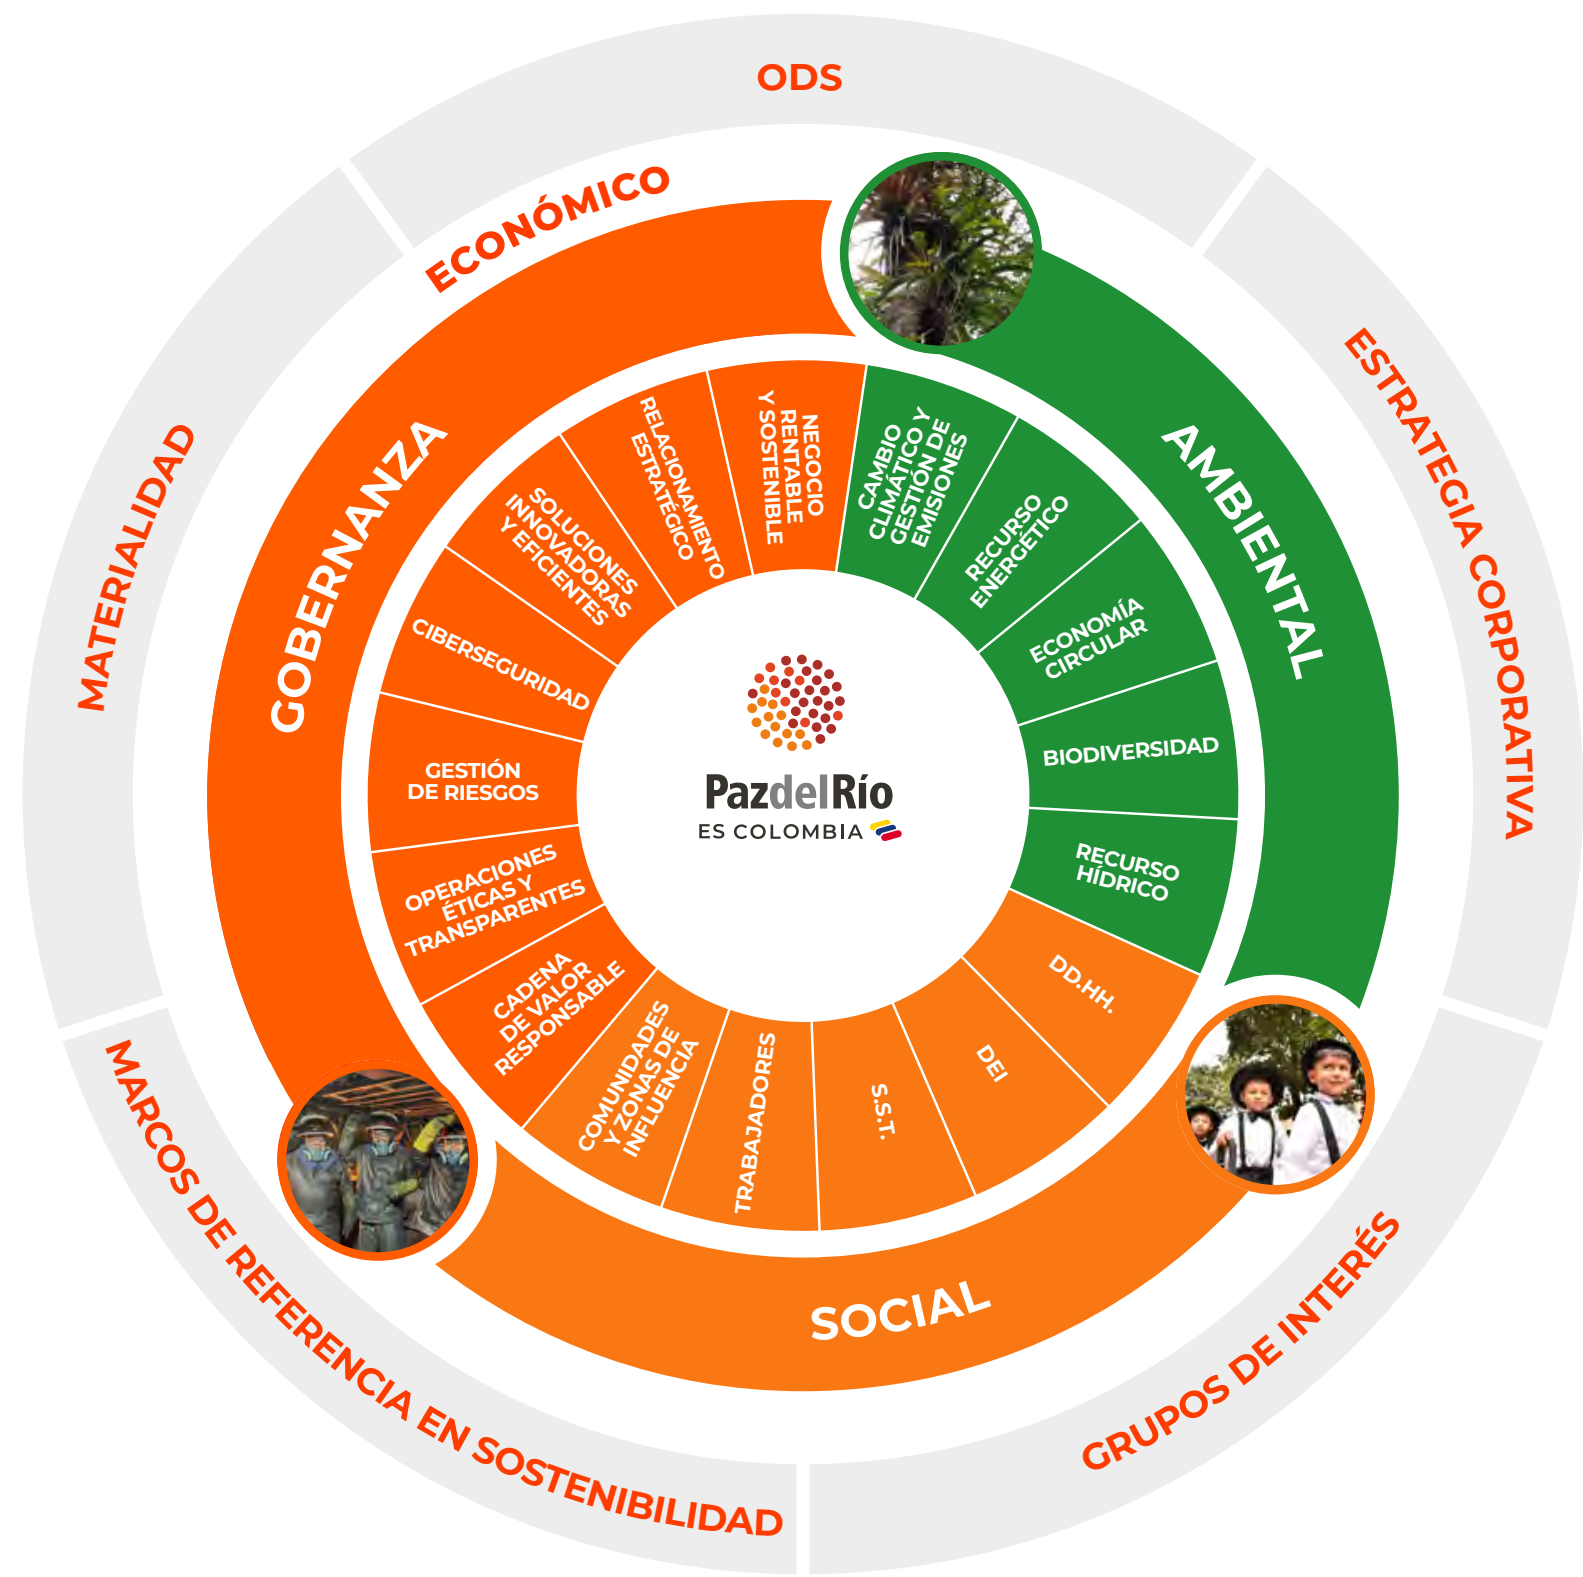 ODS
ESTRATEGIA CORPORATIVA
GRUPOS DE INTERÉS
MARCOS DE REFERENCIA EN SOSTENIBILIDAD
MATERIALIDAD
ECONÓMICO
GOBERNANZA
AMBIENTAL
SOCIAL
CAMBIO
CLIMÁTICO Y
GESTIÓN DE
EMISIONES
RECURSO
ENERGÉTICO
ECONOMÍA
CIRCULAR
BIODIVERSIDAD
RECURSO
HÍDRICO
DD.HH.
DEI
S.S.T.
TRABAJADORES
COMUNIDADES
Y ZONAS DE
INFLUENCIA
CADENA
DE VALOR
RESPONSABLE
OPERACIONES
ÉTICAS Y
TRANSPARENTES
GESTIÓN
DE RIESGOS
CIBERSEGURIDAD
SOLUCIONES
INNOVADORAS
Y EFICIENTES
RELACIONAMIENTO
ESTRATÉGICO
NEGOCIO
RENTABLE
Y SOSTENIBLE
PazdelRío
ES COLOMBIA